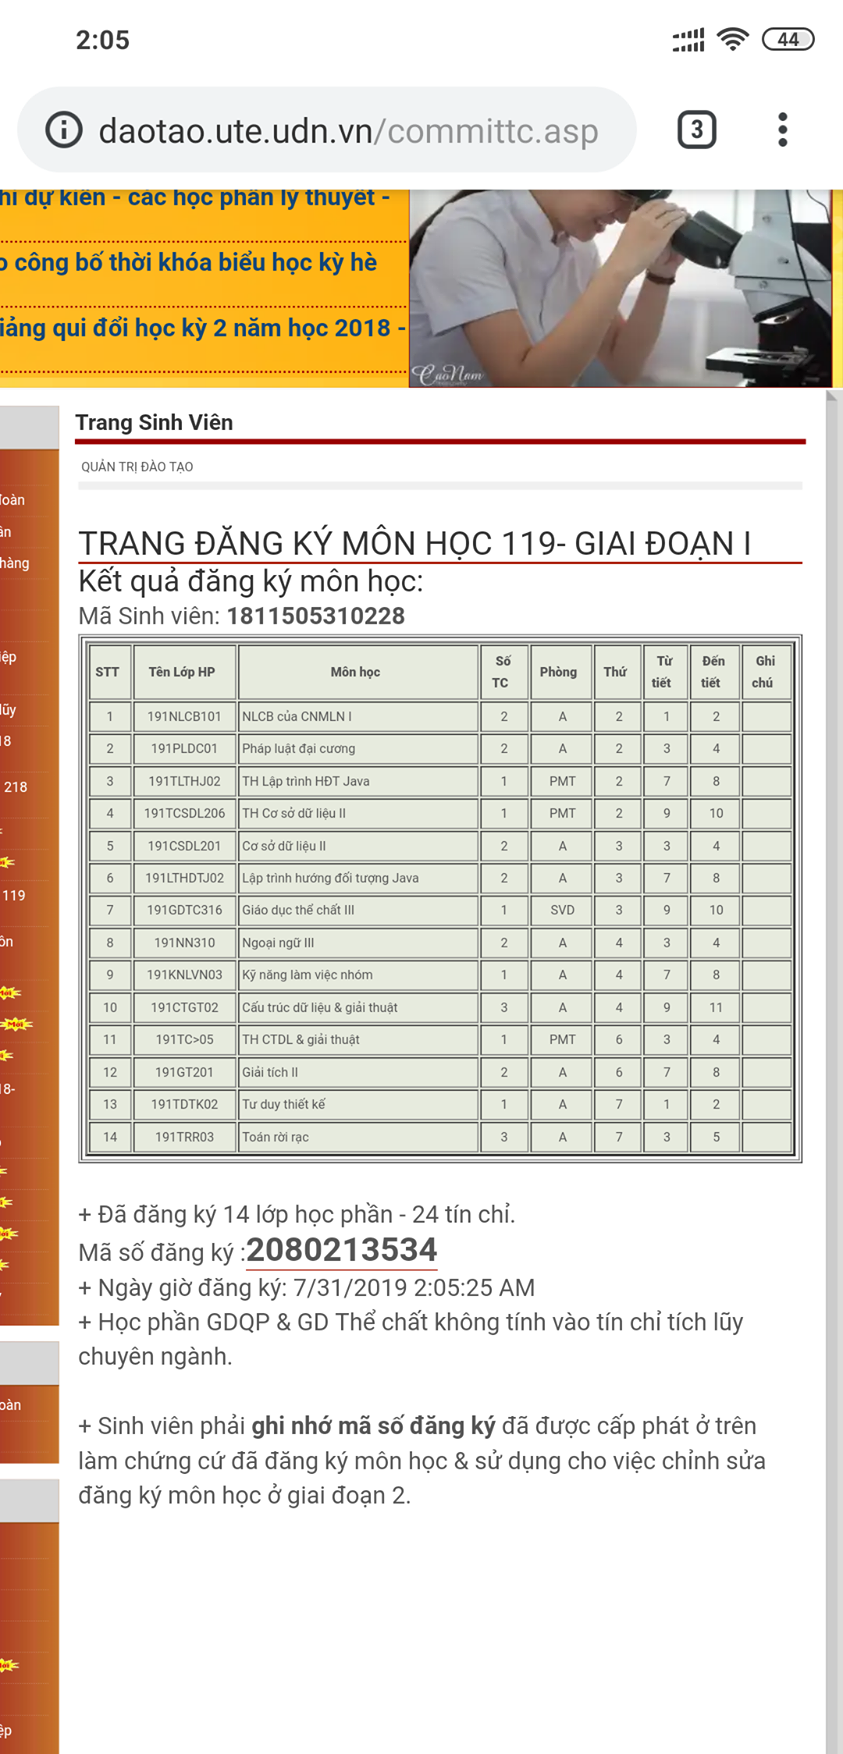 2:05
44
daotao.ute.udn.vn/committc.asp
3
hi dự kiến - các học phần lý thuyết -
công bố thời khóa biểu học kỳ hè
iảng qui đổi học kỳ 2 năm học 2018 -
CaoNam
Trang Sinh Viên
QUẢN TRỊ ĐÀO TẠO
TRANG ĐĂNG KÝ MÔN HỌC 119- GIAI ĐOẠN I
Kết quả đăng ký môn học:
Mã Sinh viên: 1811505310228
STT Tên Lớp HP Môn học Số TC Phòng Thứ Từ tiết Đến tiết Ghi chú
1 191NLCB101 NLCB của CNMLN I 2 A 2 1 2
2 191PLDC01 Pháp luật đại cương 2 A 2 3 4
3 191TLTHJ02 TH Lập trình HĐT Java 1 PMT 2 7 8
4 191TCSDL206 TH Cơ sở dữ liệu II 1 PMT 2 9 10
5 191CSDL201 Cơ sở dữ liệu II 2 A 3 3 4
6 191LTHDTJ02 Lập trình hướng đối tượng Java 2 A 3 7 8
7 191GDTC316 Giáo dục thể chất III 1 SVD 3 9 10
8 191NN310 Ngoại ngữ III 2 A 4 3 4
9 191KNLVN03 Kỹ năng làm việc nhóm 1 A 4 7 8
10 191CTGT02 Cấu trúc dữ liệu & giải thuật 3 A 4 9 11
11 191TC>05 TH CTDL & giải thuật 1 PMT 6 3 4
12 191GT201 Giải tích II 2 A 6 7 8
13 191TDTK02 Tư duy thiết kế 1 A 7 1 2
14 191TRR03 Toán rời rạc 3 A 7 3 5
+ Đã đăng ký 14 lớp học phần - 24 tín chỉ.
Mã số đăng ký :2080213534
+ Ngày giờ đăng ký: 7/31/2019 2:05:25 AM
+ Học phần GDQP & GD Thể chất không tính vào tín chỉ tích lũy
chuyên ngành.
+ Sinh viên phải ghi nhớ mã số đăng ký đã được cấp phát ở trên
làm chứng cứ đã đăng ký môn học & sử dụng cho việc chỉnh sửa
đăng ký môn học ở giai đoạn 2.
hàng
218
119